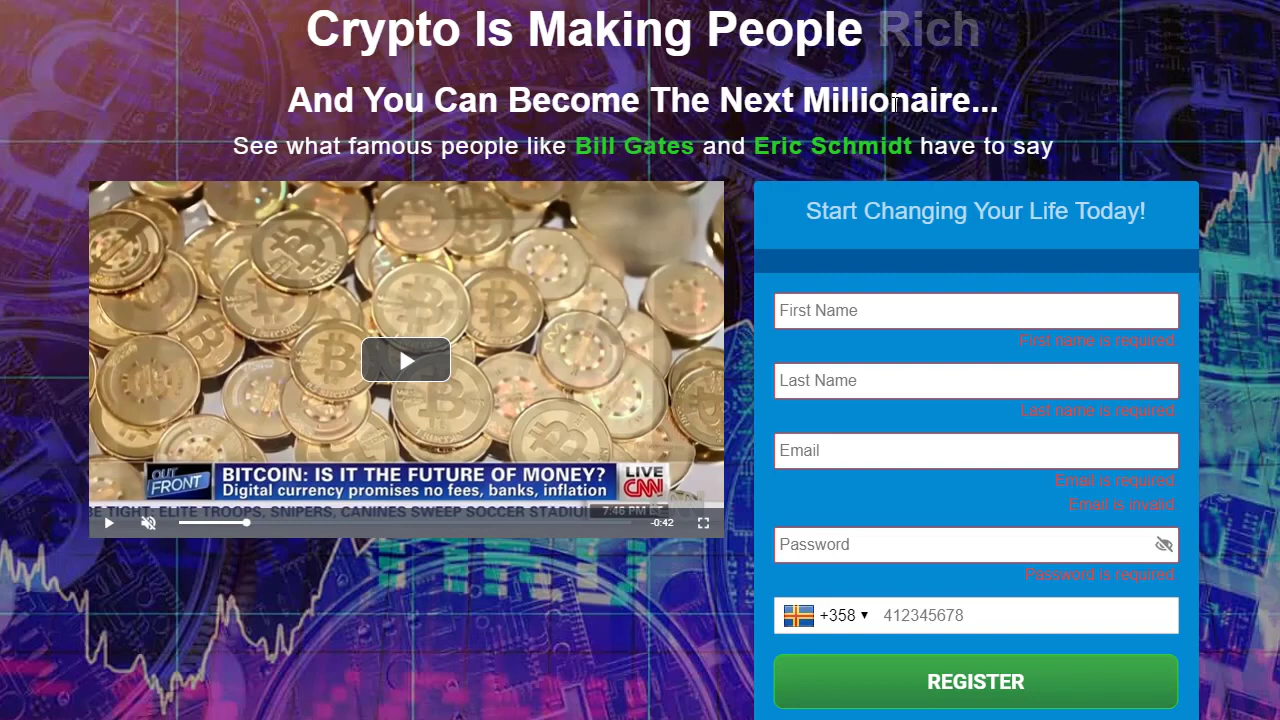 Crypto Is Making People Rich
And You Can Become The Next Millionaire...
See what famous people like Bill Gates and Eric Schmidt have to say
OUT FRONT
BITCOIN: IS IT THE FUTURE OF MONEY?
Digital currency promises no fees, banks, inflation
LIVE
CNN
BE TIGHT, ELITE TROOPS, SNIPERS, CANINES SWEEP SOCCER STADIU
7:46 PM ET
-0:42
Start Changing Your Life Today!
First Name
First name is required.
Last Name
Last name is required.
Email
Email is required.
Email is invalid.
Password
Password is required.
+358 ▼ 412345678
REGISTER